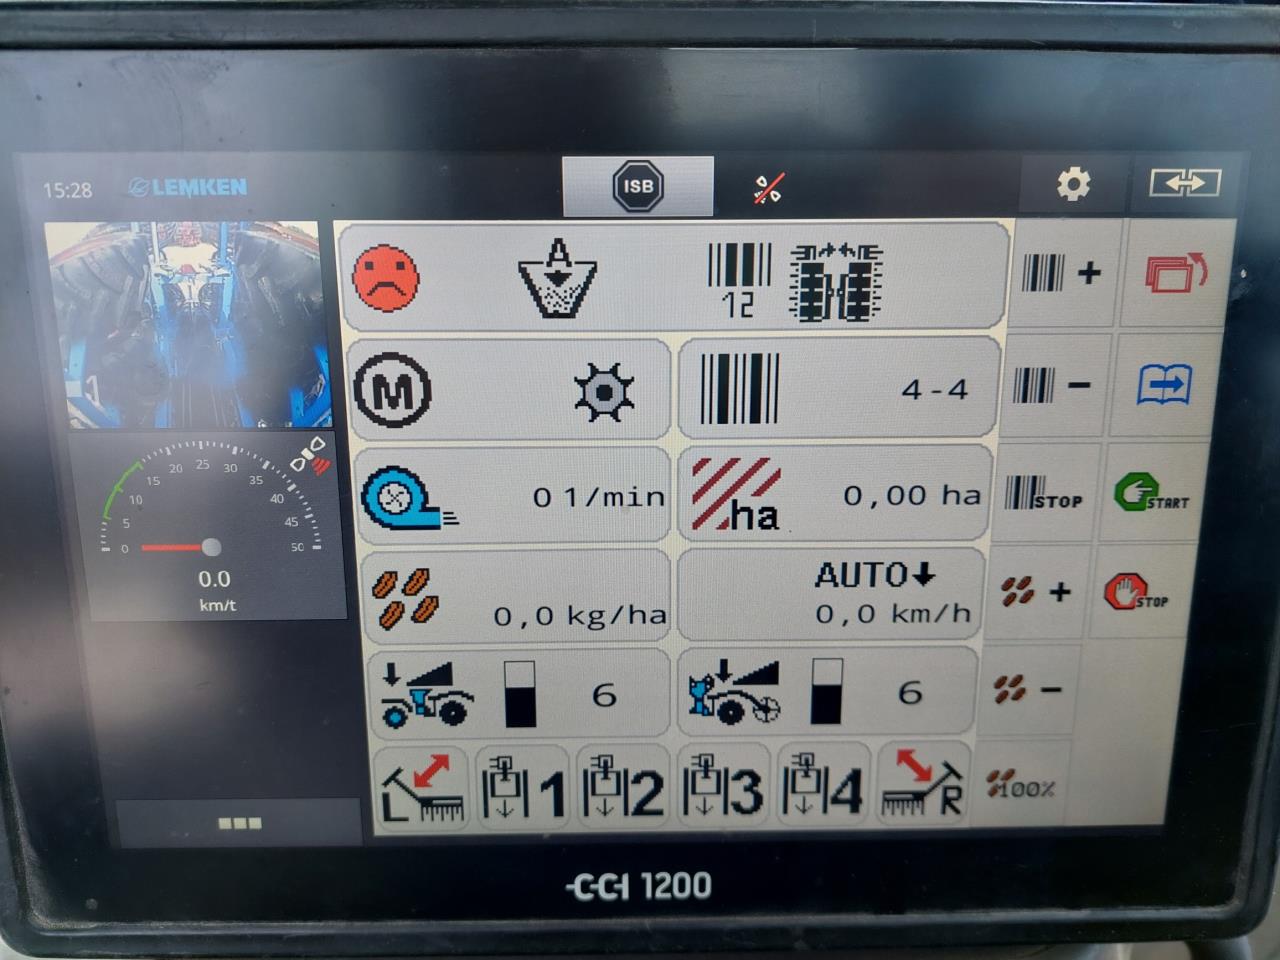 15:28 LEMKEN ISB
A
12
M
4-4
+
-
0 1/min
0,00 ha
ha
STOP
START
0 5 10 15 20 25 30 35 40 45 50
0.0
km/t
0,0 kg/ha
AUTO
0,0 km/h
+
STOP
6
6
-
L 1 2 3 4 R
100%
CCI 1200